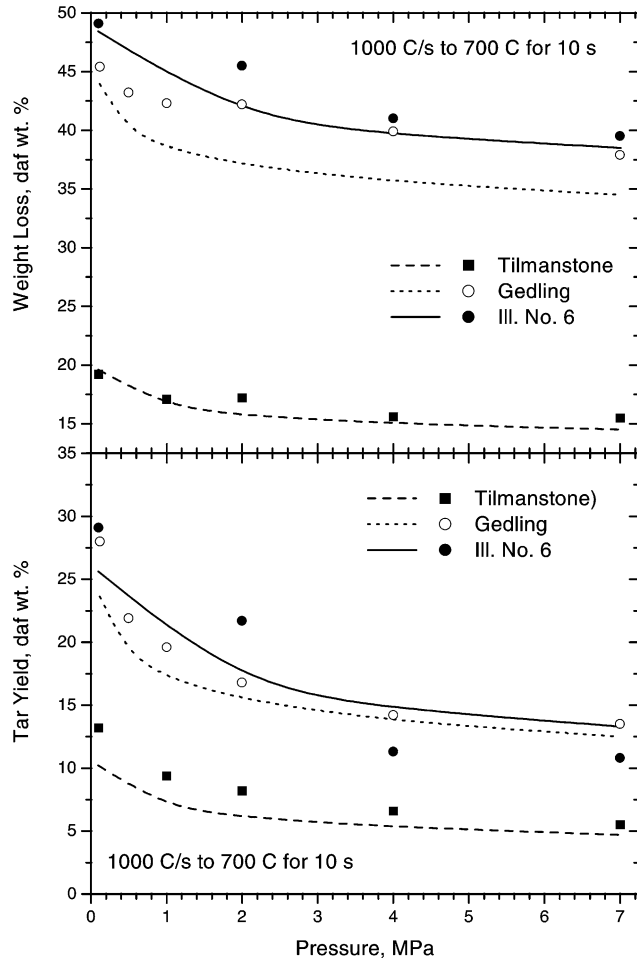 50
1000 C/s to 700 C for 10 s
45
40
35
30
25
20
15
Weight Loss, daf wt. %
Tilmanstone
Gedling
Ill. No. 6
35
30
25
20
15
10
5
0
Tar Yield, daf wt. %
Tilmanstone)
Gedling
Ill. No. 6
1000 C/s to 700 C for 10 s
0 1 2 3 4 5 6 7
Pressure, MPa